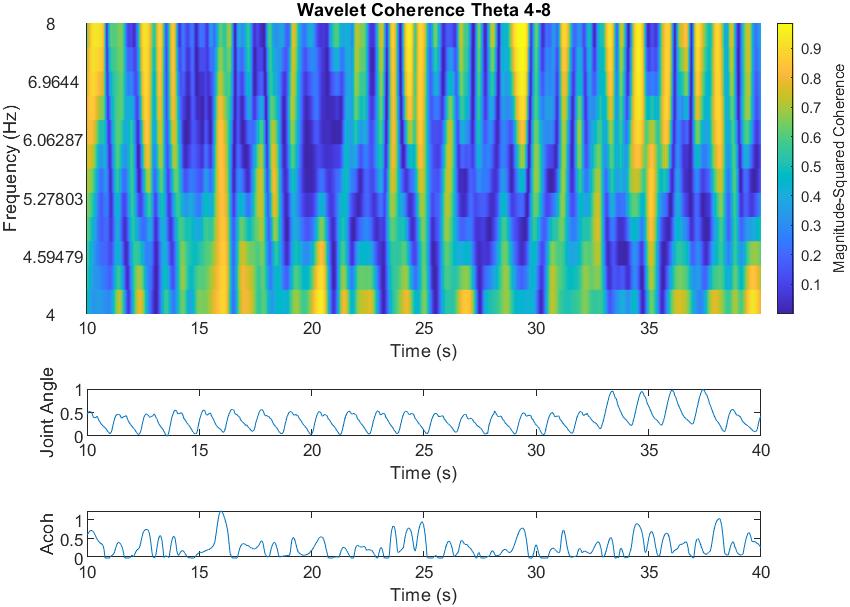 Wavelet Coherence Theta 4-8
Frequency (Hz)
8
6.9644
6.06287
5.27803
4.59479
4
10 15 20 25 30 35
Time (s)
0.9
0.8
0.7
0.6
0.5
0.4
0.3
0.2
0.1
Magnitude-Squared Coherence
Joint Angle
1
0.5
0
10 15 20 25 30 35 40
Time (s)
Acoh
1
0.5
0
10 15 20 25 30 35 40
Time (s)